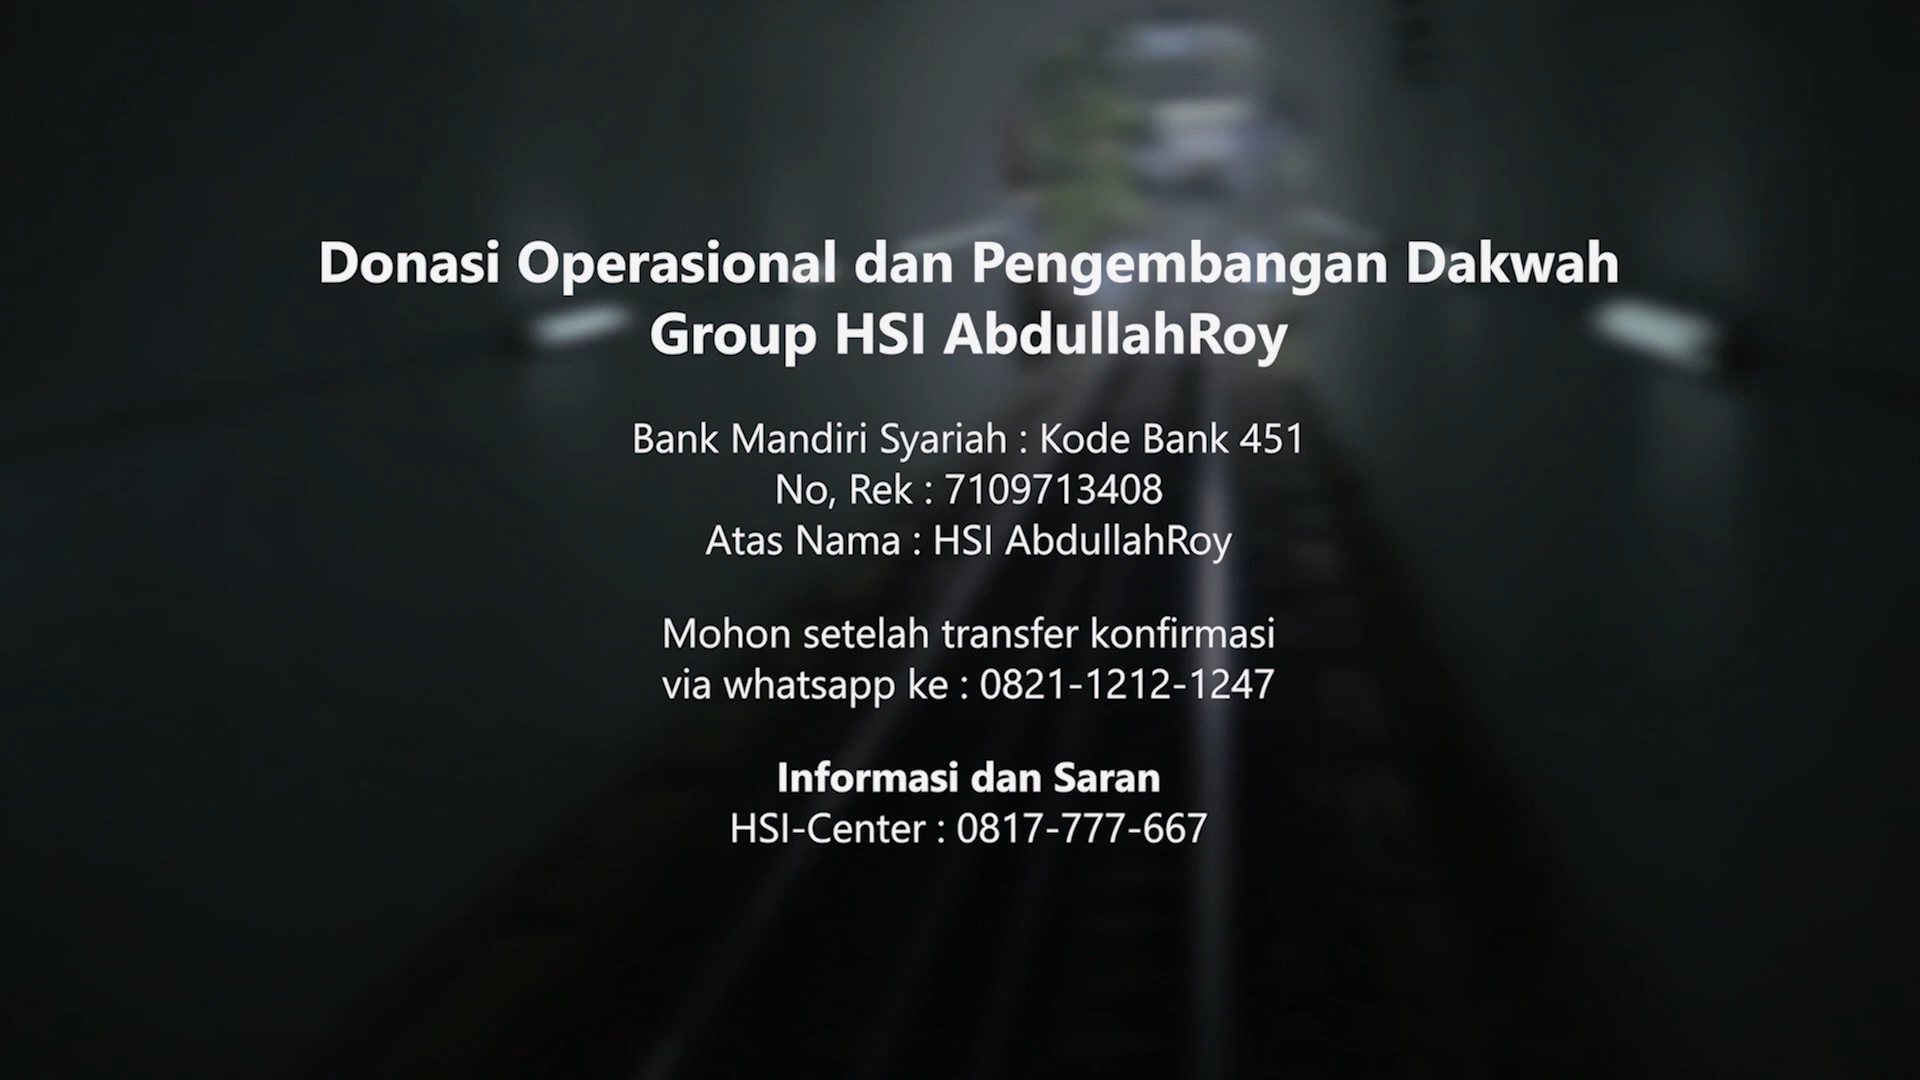 Donasi Operasional dan Pengembangan Dakwah
Group HSI AbdullahRoy
Bank Mandiri Syariah : Kode Bank 451
No, Rek : 7109713408
Atas Nama : HSI AbdullahRoy
Mohon setelah transfer konfirmasi
via whatsapp ke : 0821-1212-1247
Informasi dan Saran
HSI-Center : 0817-777-667